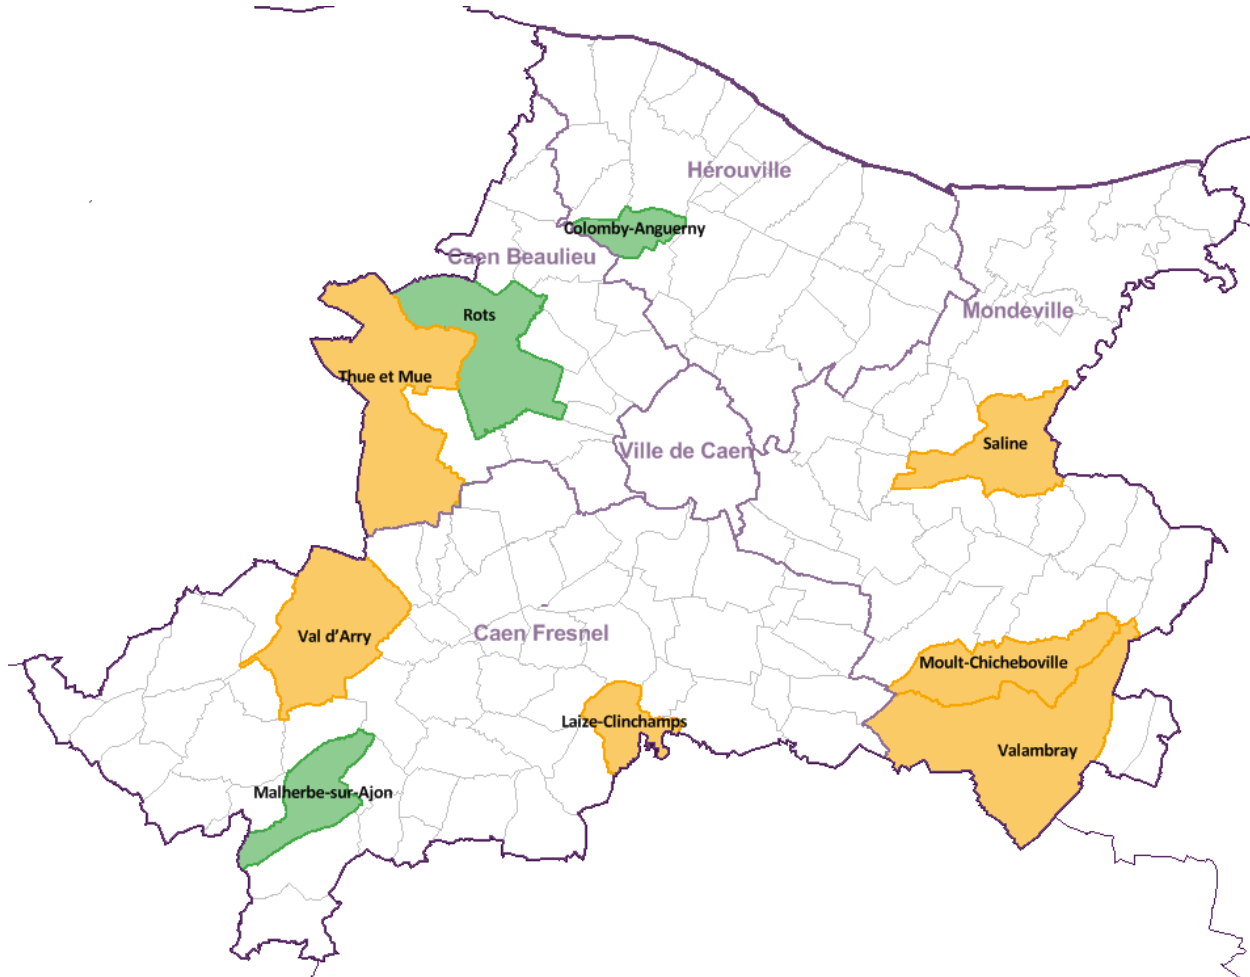 Hérouville
Colomby-Anguerny
Caen Beaulieu
Rots
Mondeville
Thue et Mue
Saline
Ville de Caen
Val d'Arry
Caen Fresnel
Moult-Chicheboville
Laize-Clinchamps
Valambray
Malherbe-sur-Ajon